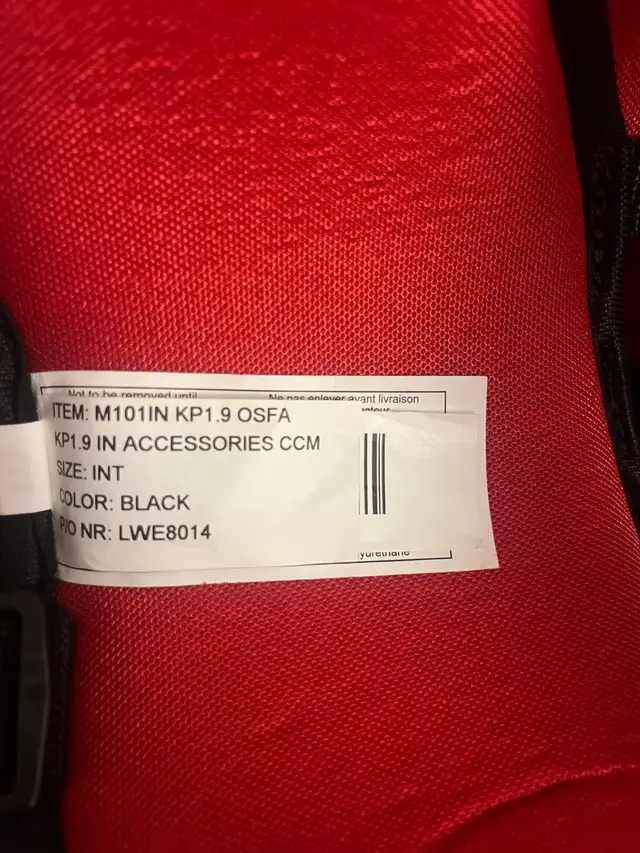 Not to be removed until
Ne pas enlever avant livraison
ITEM: M101IN KP1.9 OSFA
KP1.9 IN ACCESSORIES CCM
SIZE: INT
COLOR: BLACK
P/O NR: LWE8014